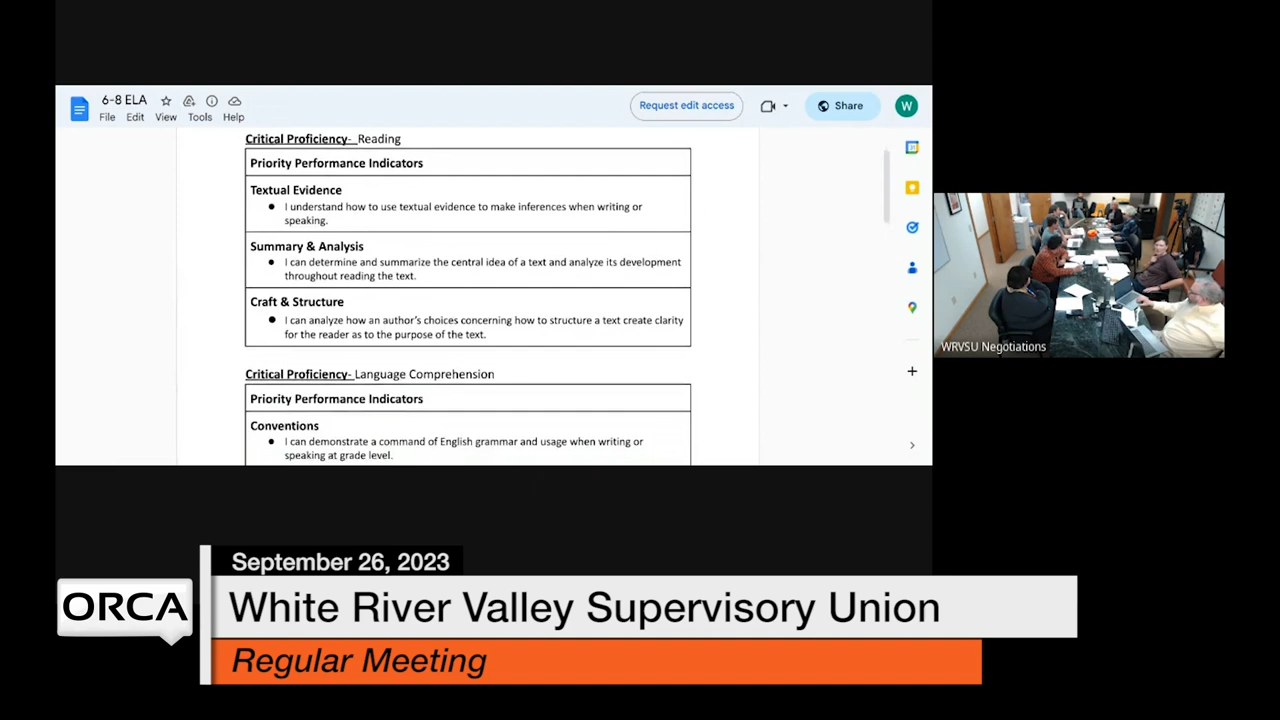 6-8 ELA
File Edit View Tools Help
Request edit access
Share
W
Critical Proficiency- Reading
Priority Performance Indicators
Textual Evidence
● I understand how to use textual evidence to make inferences when writing or
speaking.
Summary & Analysis
● I can determine and summarize the central idea of a text and analyze its development
throughout reading the text.
Craft & Structure
● I can analyze how an author's choices concerning how to structure a text create clarity
for the reader as to the purpose of the text.
Critical Proficiency- Language Comprehension
Priority Performance Indicators
Conventions
● I can demonstrate a command of English grammar and usage when writing or
speaking at grade level.
WRVSU Negotiations
September 26, 2023
ORCA
White River Valley Supervisory Union
Regular Meeting